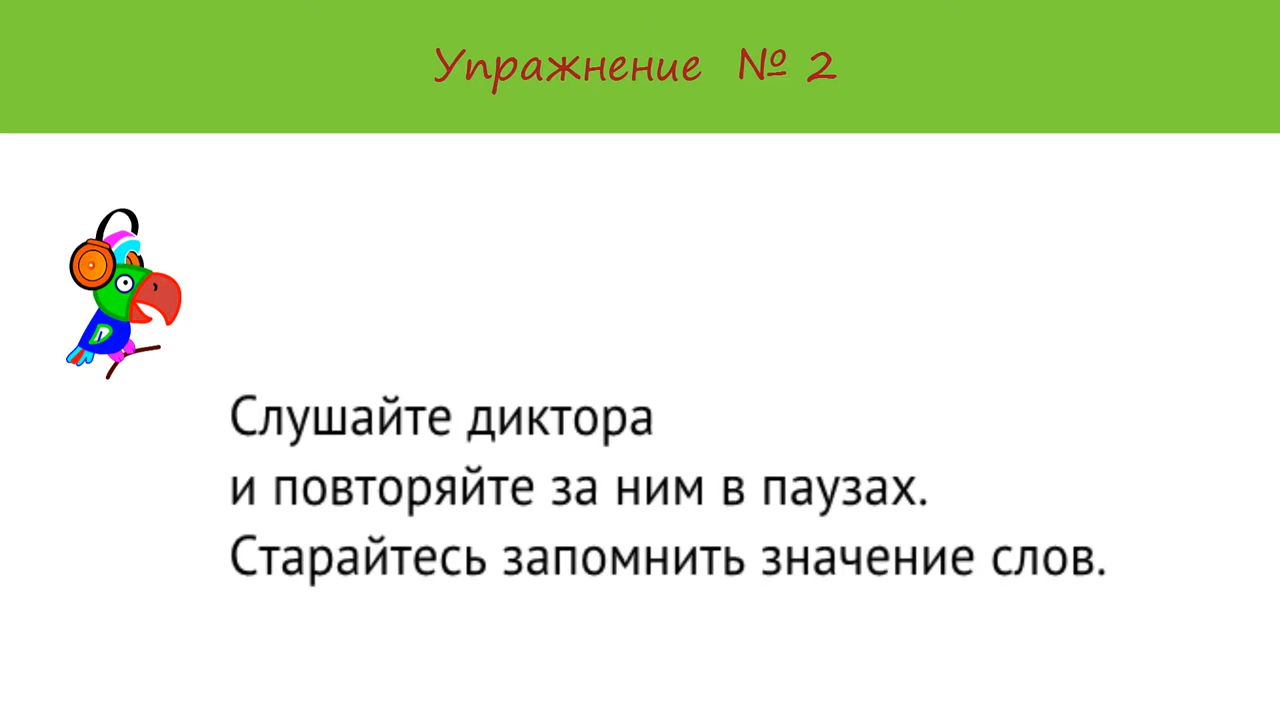 Упражнение № 2
Слушайте диктора
и повторяйте за ним в паузах.
Старайтесь запомнить значение слов.